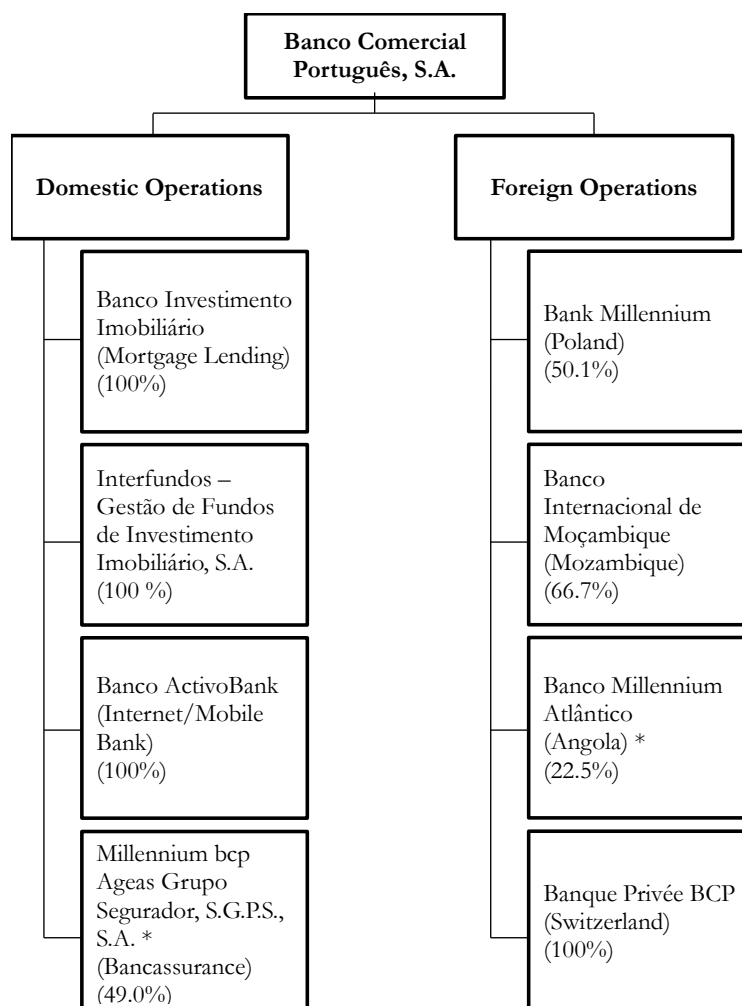 Banco Comercial
Português, S.A.
Domestic Operations
Banco Investimento
Imobiliário
(Mortgage Lending)
(100%)
Interfundos –
Gestão de Fundos
de Investimento
Imobiliário, S.A.
(100 %)
Banco ActivoBank
(Internet/Mobile
Bank)
(100%)
Millennium bcp
Ageas Grupo
Segurador, S.G.P.S.,
S.A. *
(Bancassurance)
(49.0%)
Foreign Operations
Bank Millennium
(Poland)
(50.1%)
Banco
Internacional de
Moçambique
(Mozambique)
(66.7%)
Banco Millennium
Atlântico
(Angola) *
(22.5%)
Banque Privée BCP
(Switzerland)
(100%)